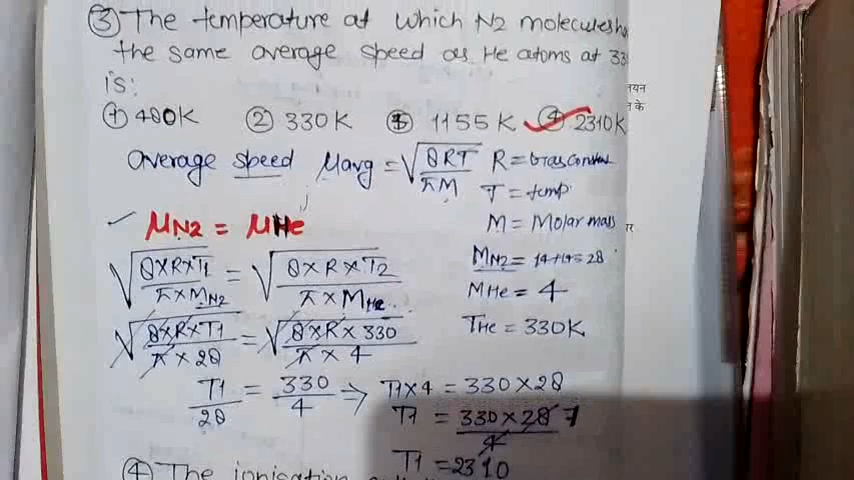 ③ The temperature at which N2 molecules
the same average speed as He atoms at 33
is:
① 400K ② 330K ③ 1155 K ④ 2310K
average speed μavg = √8RT/πM R = Gas constant
T = temp
M = Molar mass
μN2 = μHe
MN2 = 14+14=28
√8×R×T1/π×MN2 = √8×R×T2/π×MHe
MHe = 4
√8×R×T1/π×28 = √8×R×330/π×4
THe = 330K
T1/28 = 330/4 ⇒ T1×4 = 330×28
T1 = 330×28/4 7
T1 = 2310
④ The ionisation
नयन
न के
पर